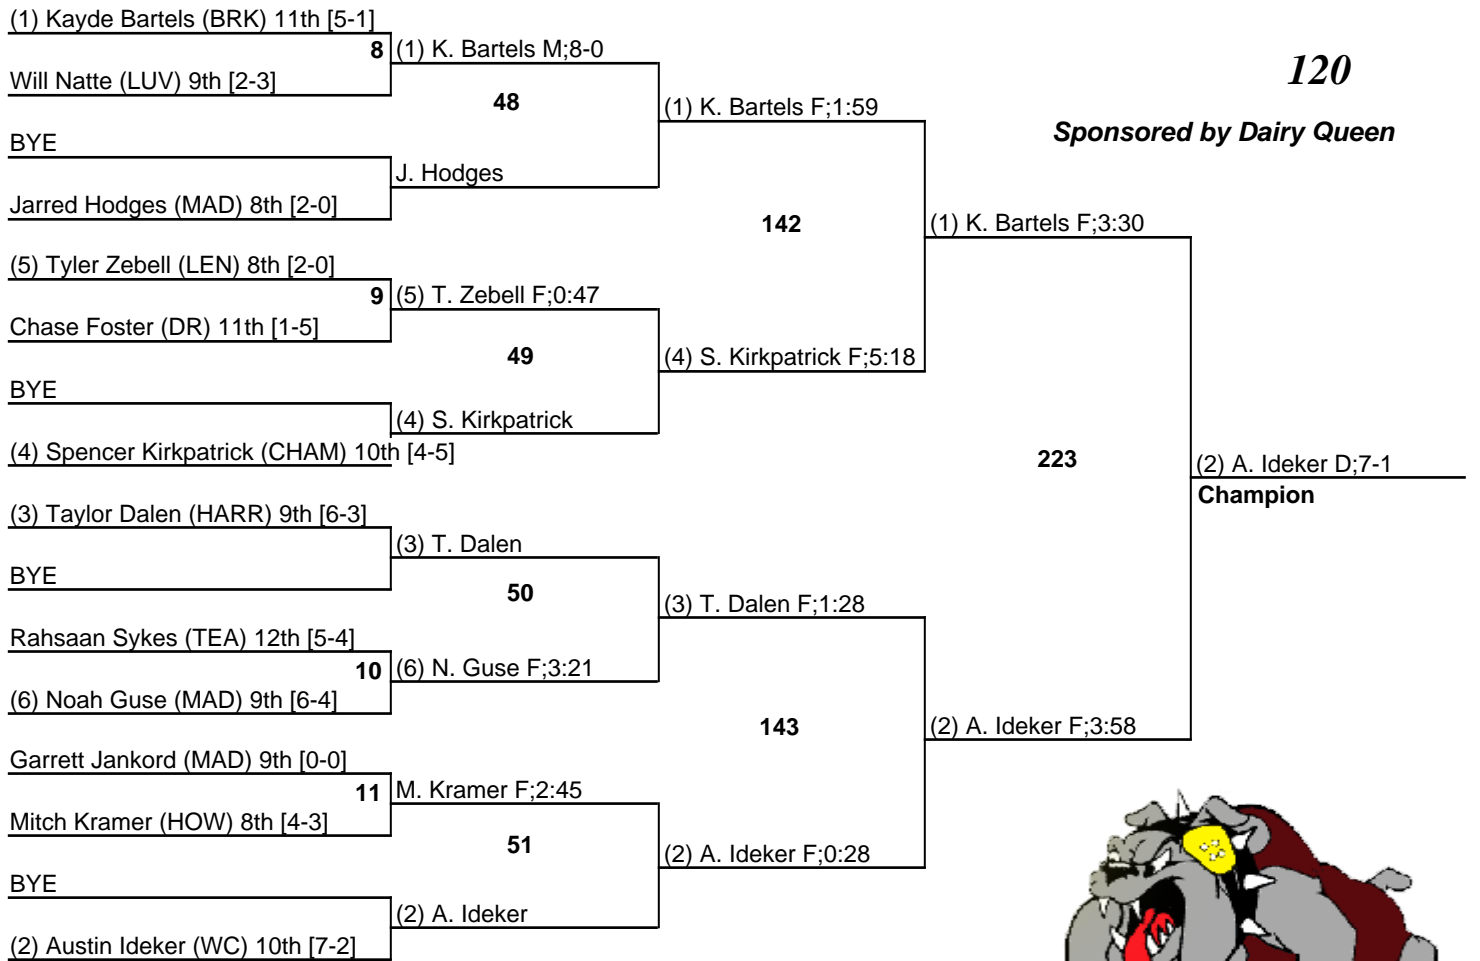 (1) Kayde Bartels (BRK) 11th [5-1]
8
(1) K. Bartels M;8-0
Will Natte (LUV) 9th [2-3]
48
(1) K. Bartels F;1:59
120
Sponsored by Dairy Queen
BYE
J. Hodges
Jarred Hodges (MAD) 8th [2-0]
142
(1) K. Bartels F;3:30
(5) Tyler Zebell (LEN) 8th [2-0]
9
(5) T. Zebell F;0:47
Chase Foster (DR) 11th [1-5]
49
(4) S. Kirkpatrick F;5:18
BYE
(4) S. Kirkpatrick
(4) Spencer Kirkpatrick (CHAM) 10th [4-5]
223
(2) A. Ideker D;7-1
Champion
(3) Taylor Dalen (HARR) 9th [6-3]
(3) T. Dalen
BYE
50
(3) T. Dalen F;1:28
Rahsaan Sykes (TEA) 12th [5-4]
10
(6) N. Guse F;3:21
(6) Noah Guse (MAD) 9th [6-4]
143
(2) A. Ideker F;3:58
Garrett Jankord (MAD) 9th [0-0]
11
M. Kramer F;2:45
Mitch Kramer (HOW) 8th [4-3]
51
(2) A. Ideker F;0:28
BYE
(2) A. Ideker
(2) Austin Ideker (WC) 10th [7-2]